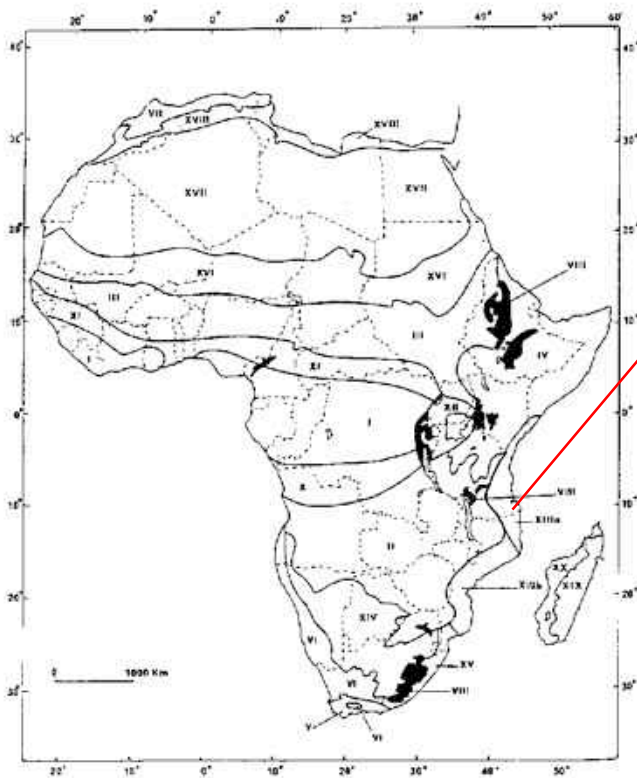 20° 10° 0° 10° 20° 30° 40° 50° 60°
40° 40°
VII XVIII XVIII
30° 30°
XVII XVII
20° 20°
XVI XVI
III VIII
10° XI 10°
I III IV
XI
XII
0° I 0°
X VIII
10° XIIIa 10°
II
XIIIb XX XIX
20° VI XIV 20°
0 1000 Km XV
VI VIII
30° V VI 30°
20° 10° 0° 10° 20° 30° 40° 50°